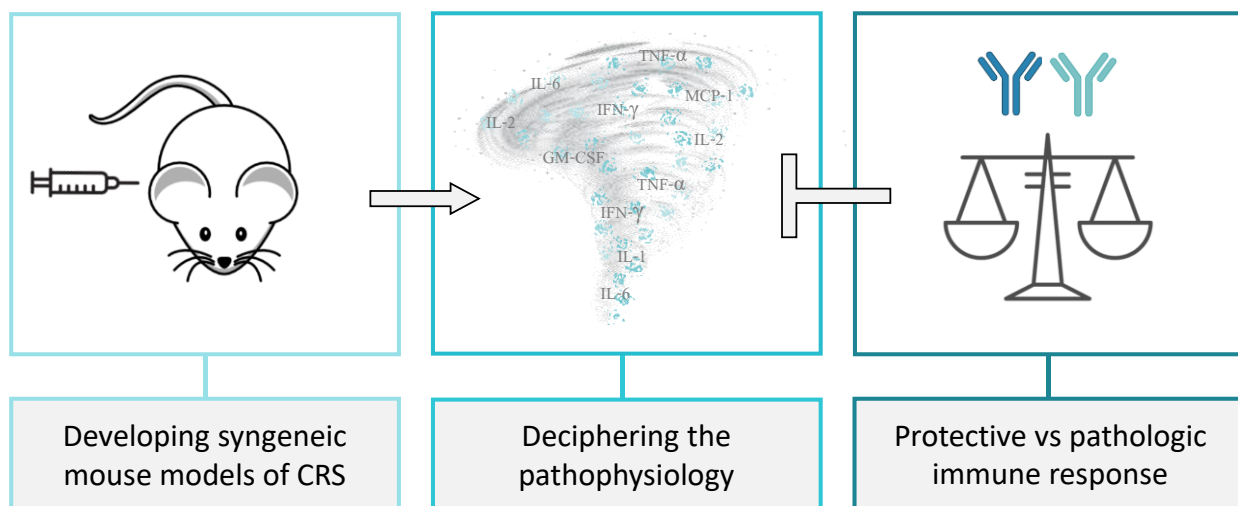 TNF-α
IL-6
MCP-1
IFN-γ
IL-2
IL-2
GM-CSF
TNF-α
IFN-γ
IL-1
IL-6
Developing syngeneic
mouse models of CRS
Deciphering the
pathophysiology
Protective vs pathologic
immune response